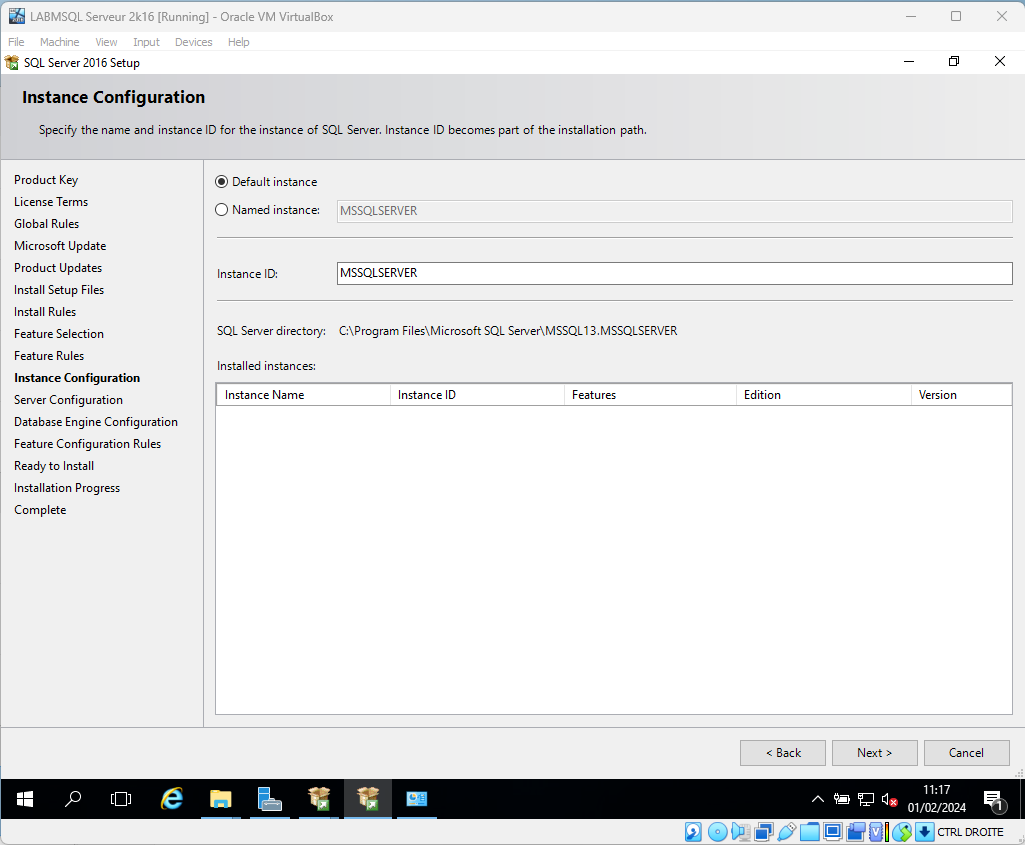 LABMSQL Serveur 2k16 [Running] - Oracle VM VirtualBox
File Machine View Input Devices Help
SQL Server 2016 Setup
Instance Configuration
Specify the name and instance ID for the instance of SQL Server. Instance ID becomes part of the installation path.
Product Key
License Terms
Global Rules
Microsoft Update
Product Updates
Install Setup Files
Install Rules
Feature Selection
Feature Rules
Instance Configuration
Server Configuration
Database Engine Configuration
Feature Configuration Rules
Ready to Install
Installation Progress
Complete
Default instance
Named instance: MSSQLSERVER
Instance ID: MSSQLSERVER
SQL Server directory: C:\Program Files\Microsoft SQL Server\MSSQL13.MSSQLSERVER
Installed instances:
Instance Name Instance ID Features Edition Version
< Back Next > Cancel
11:17
01/02/2024
1
CTRL DROITE